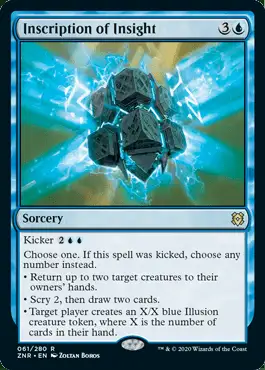 Inscription of Insight 3
Sorcery
Kicker 2
Choose one. If this spell was kicked, choose any
number instead.
• Return up to two target creatures to their
owners' hands.
• Scry 2, then draw two cards.
• Target player creates an X/X blue Illusion
creature token, where X is the number of
cards in their hand.
061/280 R
ZNR • EN Zoltan Boros
™ & © 2020 Wizards of the Coast